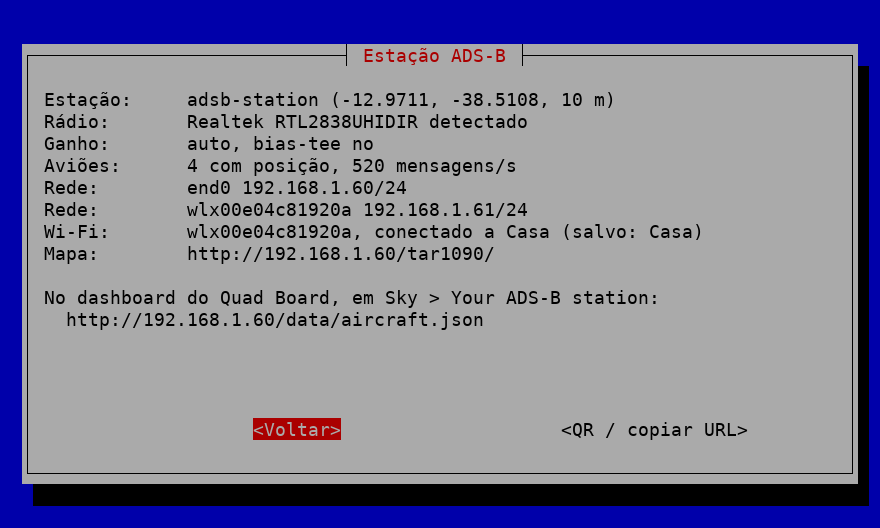 Estação ADS-B
Estação: adsb-station (-12.9711, -38.5108, 10 m)
Rádio: Realtek RTL2838UHIDIR detectado
Ganho: auto, bias-tee no
Aviões: 4 com posição, 520 mensagens/s
Rede: end0 192.168.1.60/24
Rede: wlx00e04c81920a 192.168.1.61/24
Wi-Fi: wlx00e04c81920a, conectado a Casa (salvo: Casa)
Mapa: http://192.168.1.60/tar1090/
No dashboard do Quad Board, em Sky > Your ADS-B station:
http://192.168.1.60/data/aircraft.json
<Voltar> <QR / copiar URL>